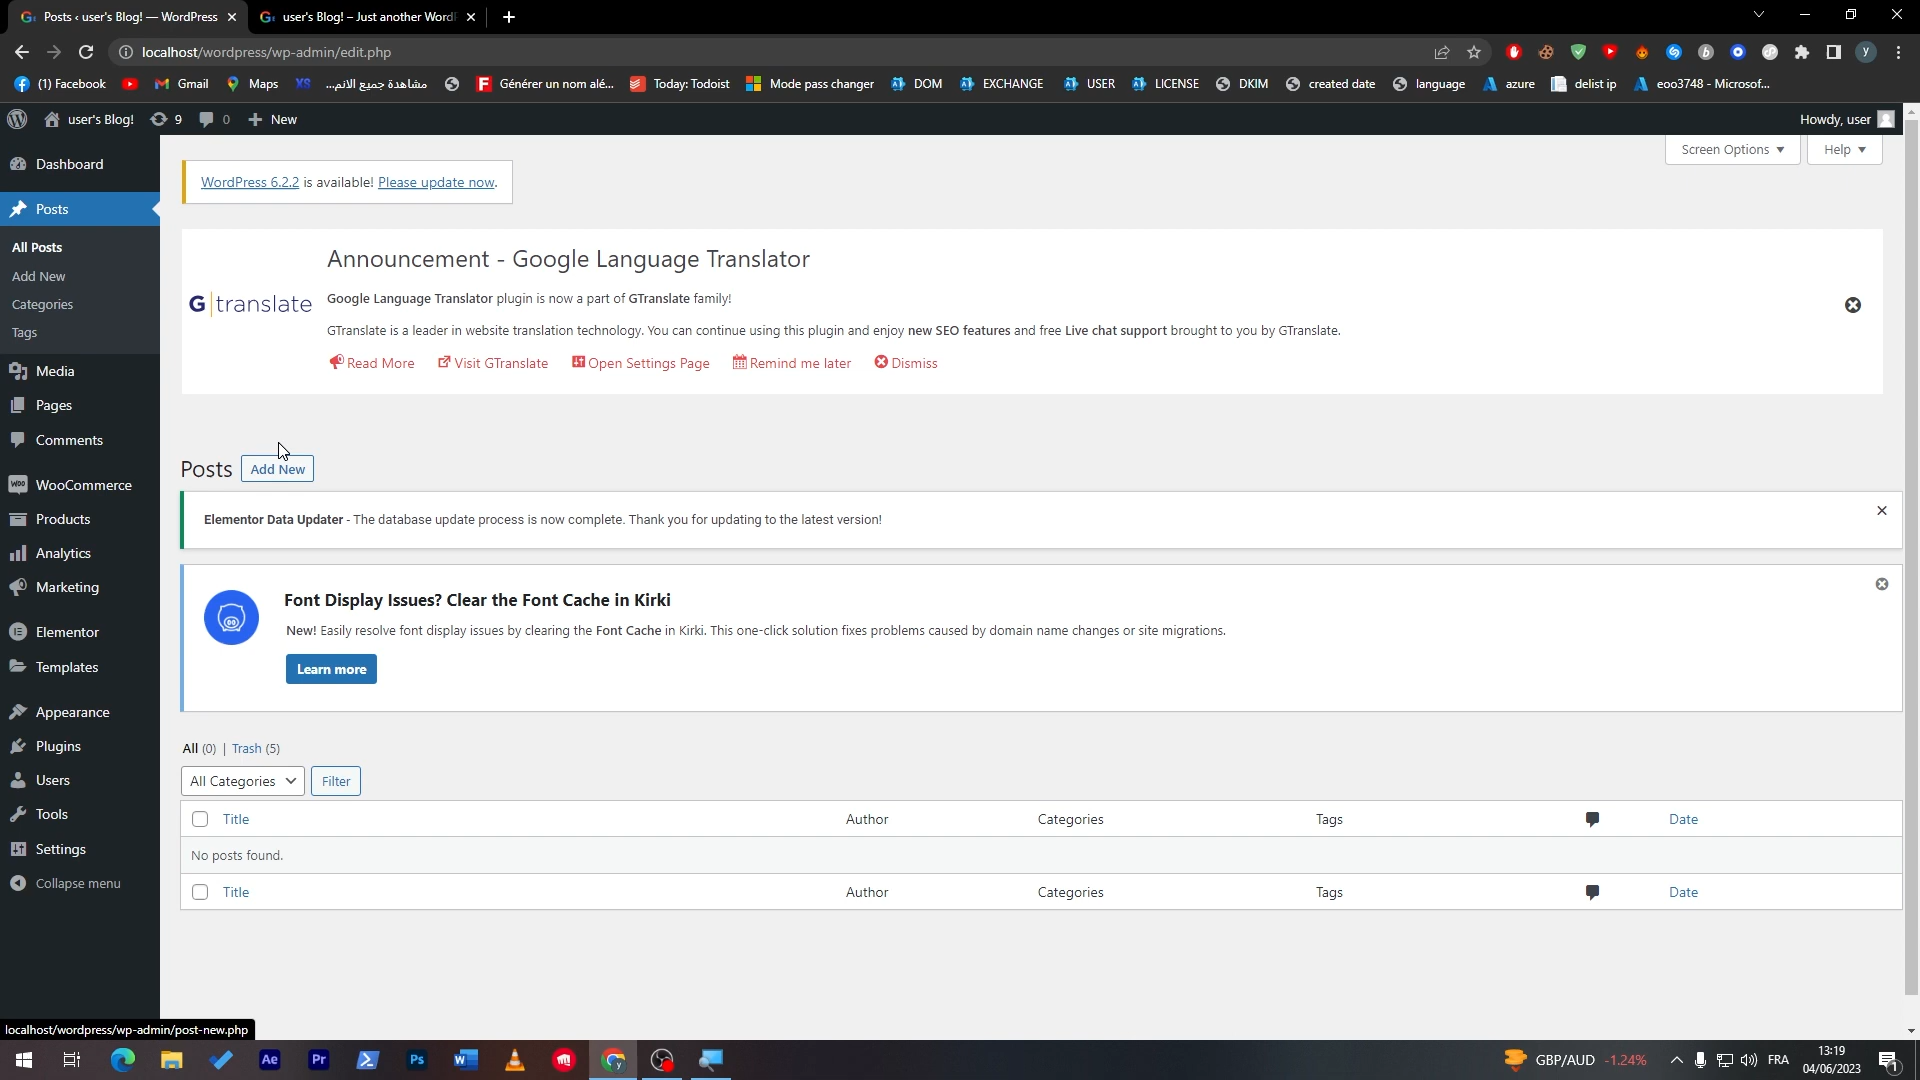 Posts ‹ user's Blog! — WordPress
user's Blog! – Just another Word
localhost/wordpress/wp-admin/edit.php
(1) Facebook
Gmail
Maps
مشاهدة جميع الانم...
Générer un nom alé...
Today: Todoist
Mode pass changer
DOM
EXCHANGE
USER
LICENSE
DKIM
created date
language
azure
delist ip
eoo3748 - Microsof...
user's Blog!
9
0
New
Howdy, user
Screen Options
Help
Dashboard
Posts
All Posts
Add New
Categories
Tags
Media
Pages
Comments
WooCommerce
Products
Analytics
Marketing
Elementor
Templates
Appearance
Plugins
Users
Tools
Settings
Collapse menu
WordPress 6.2.2 is available! Please update now.
G translate
Announcement - Google Language Translator
Google Language Translator plugin is now a part of GTranslate family!
GTranslate is a leader in website translation technology. You can continue using this plugin and enjoy new SEO features and free Live chat support brought to you by GTranslate.
Read More
Visit GTranslate
Open Settings Page
Remind me later
Dismiss
Posts
Add New
Elementor Data Updater - The database update process is now complete. Thank you for updating to the latest version!
Font Display Issues? Clear the Font Cache in Kirki
New! Easily resolve font display issues by clearing the Font Cache in Kirki. This one-click solution fixes problems caused by domain name changes or site migrations.
Learn more
All (0) | Trash (5)
All Categories
Filter
Title Author Categories Tags Date
No posts found.
Title Author Categories Tags Date
localhost/wordpress/wp-admin/post-new.php
Ae
Pr
Ps
GBP/AUD -1.24%
FRA
13:19
04/06/2023
1